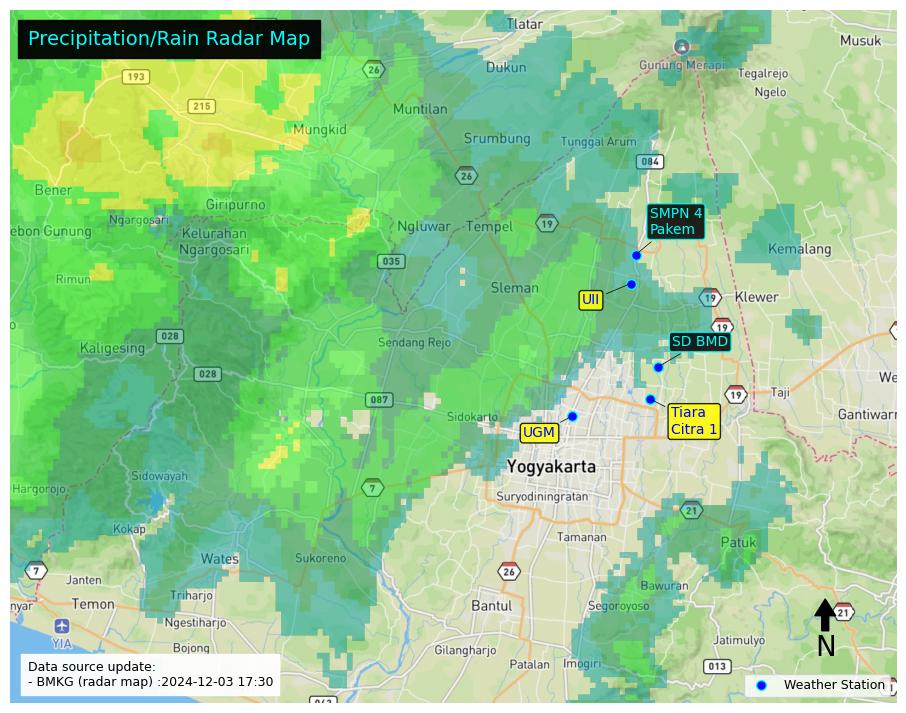 Precipitation/Rain Radar Map
Tlatar
Musuk
26
Gunung Merapi
Dukun
Tegalrejo
193
Ngelo
215
Muntilan
Mungkid
Srumbung
Tunggal Arum
084
26
Bener
Giripurno
SMPN 4
Pakem
Ngargosari
Ngluwar
Tempel
19
ebon Gunung
Kelurahan
Ngargosari
Kemalang
035
Rimun
Sleman
UII
19
Klewer
19
028
Kaligesing
Sendang Rejo
SD BMD
028
We
Taji
19
087
Sidokarto
Tiara
Citra 1
Gantiwarn
UGM
Yogyakarta
Sidowayah
Hargorojo
7
Suryodiningratan
21
Kokap
Tamanan
Patuk
Wates
Sukoreno
7
26
Janten
Bawuran
Triharjo
nyar
Temon
Bantul
Segoroyoso
21
Ngestiharjo
YIA
Jatimulyo
N
Bojong
Gilangharjo
Patalan
Imogiri
013
Data source update:
- BMKG (radar map) :2024-12-03 17:30
Weather Station